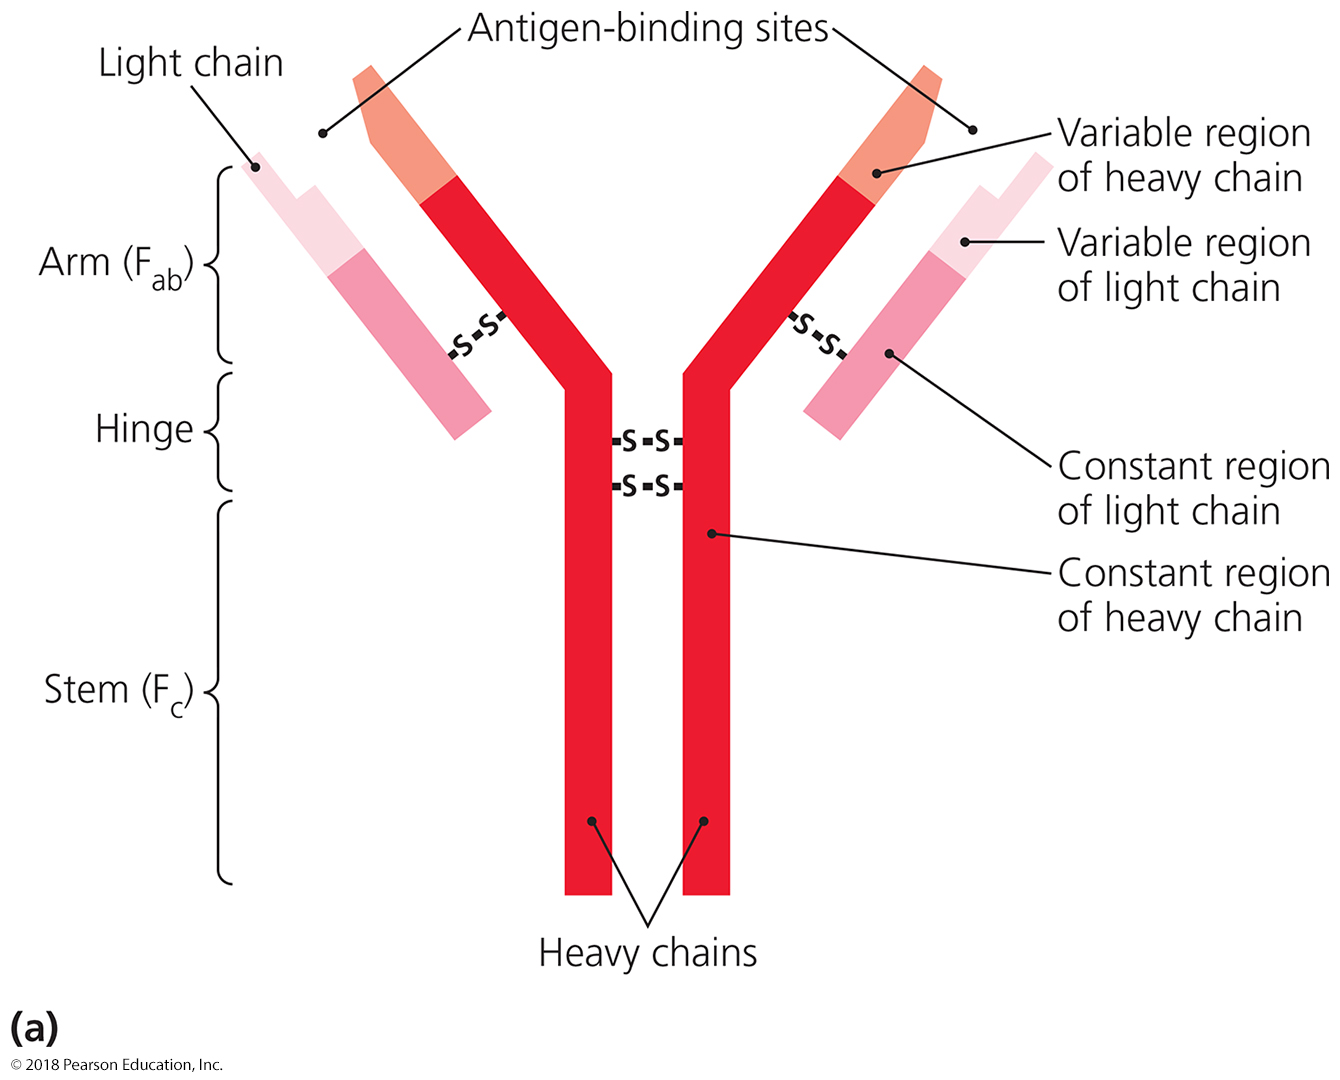 Antigen-binding sites
Light chain
Variable region
of heavy chain
Arm (Fab)
Variable region
of light chain
S S
S S
Hinge
S S
S S
Constant region
of light chain
Constant region
of heavy chain
Stem (Fc)
Heavy chains
(a)
© 2018 Pearson Education, Inc.